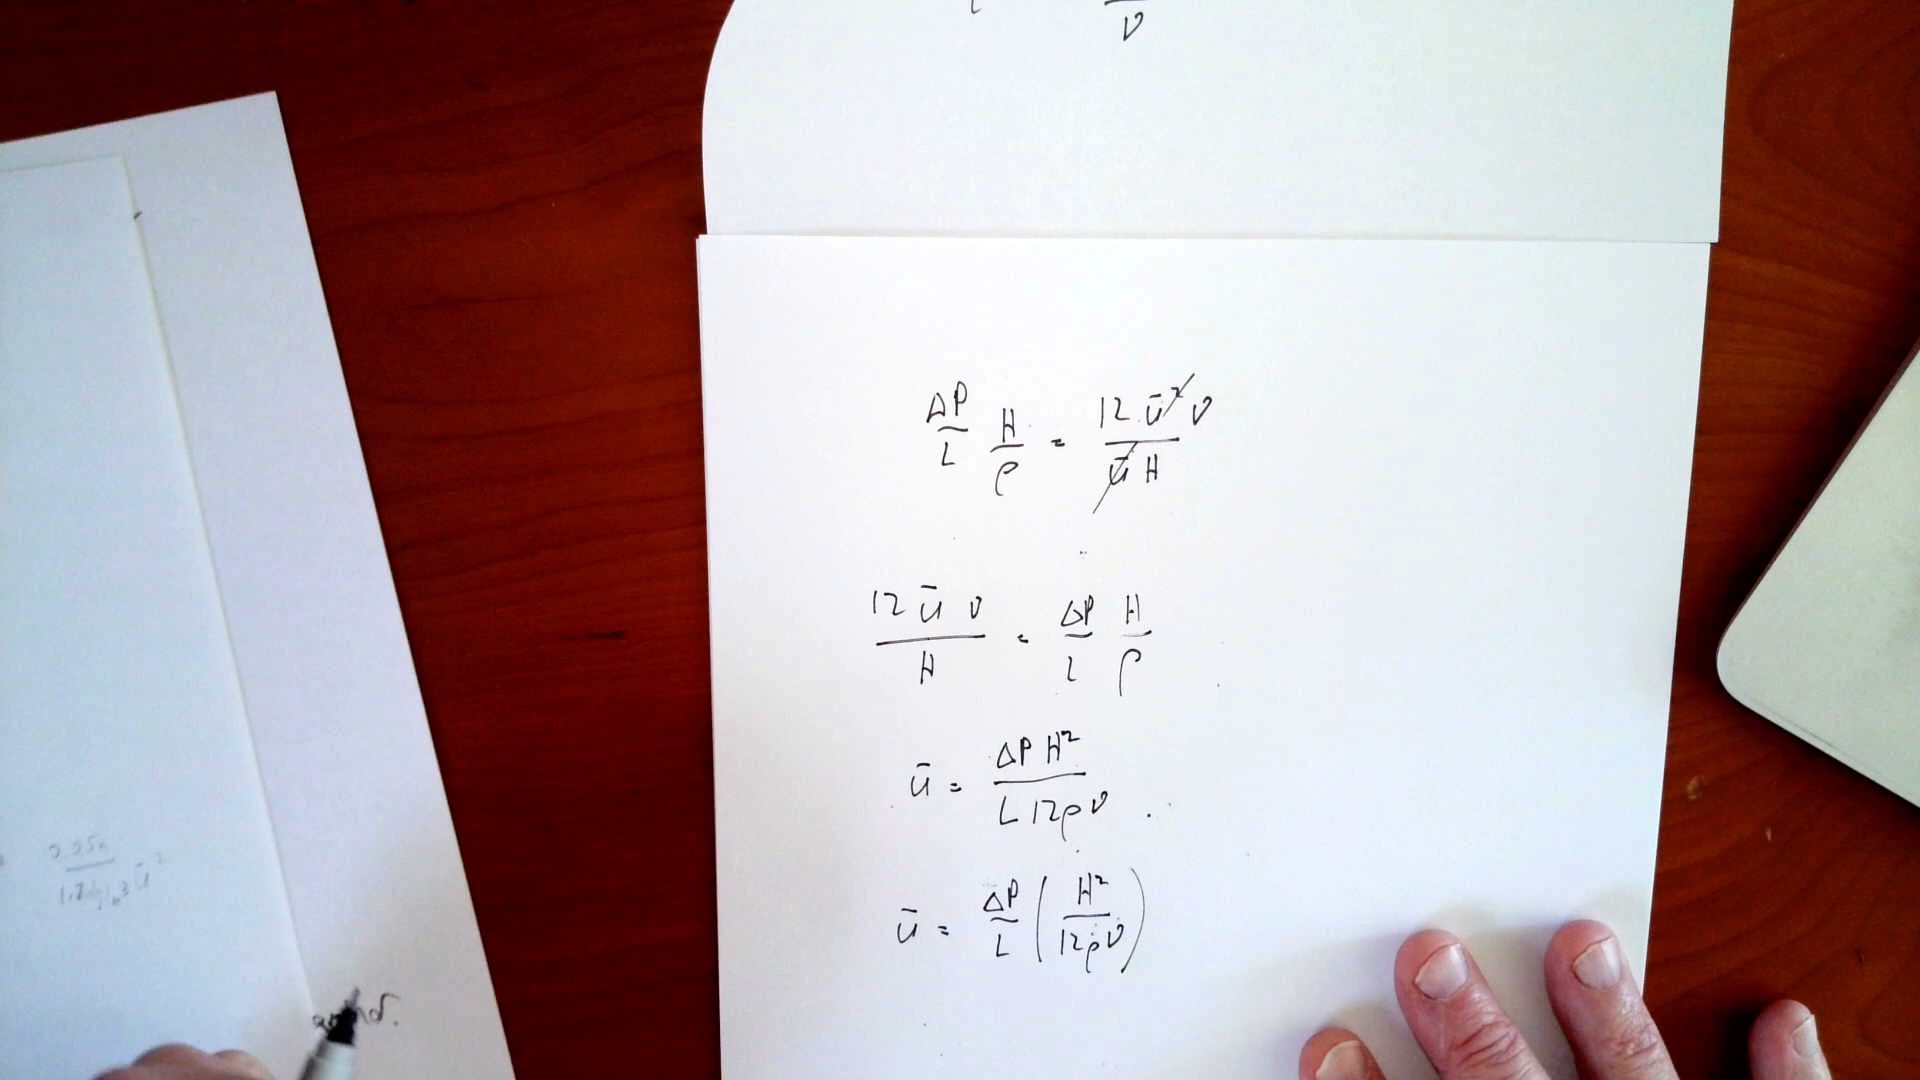 ν
ΔP/L H/ρ = 12 ū² ν / ū H
12 ū ν / H = ΔP/L H/ρ
ū = ΔP H² / L 12 ρ ν
ū = ΔP/L ( H² / 12 ρ ν )